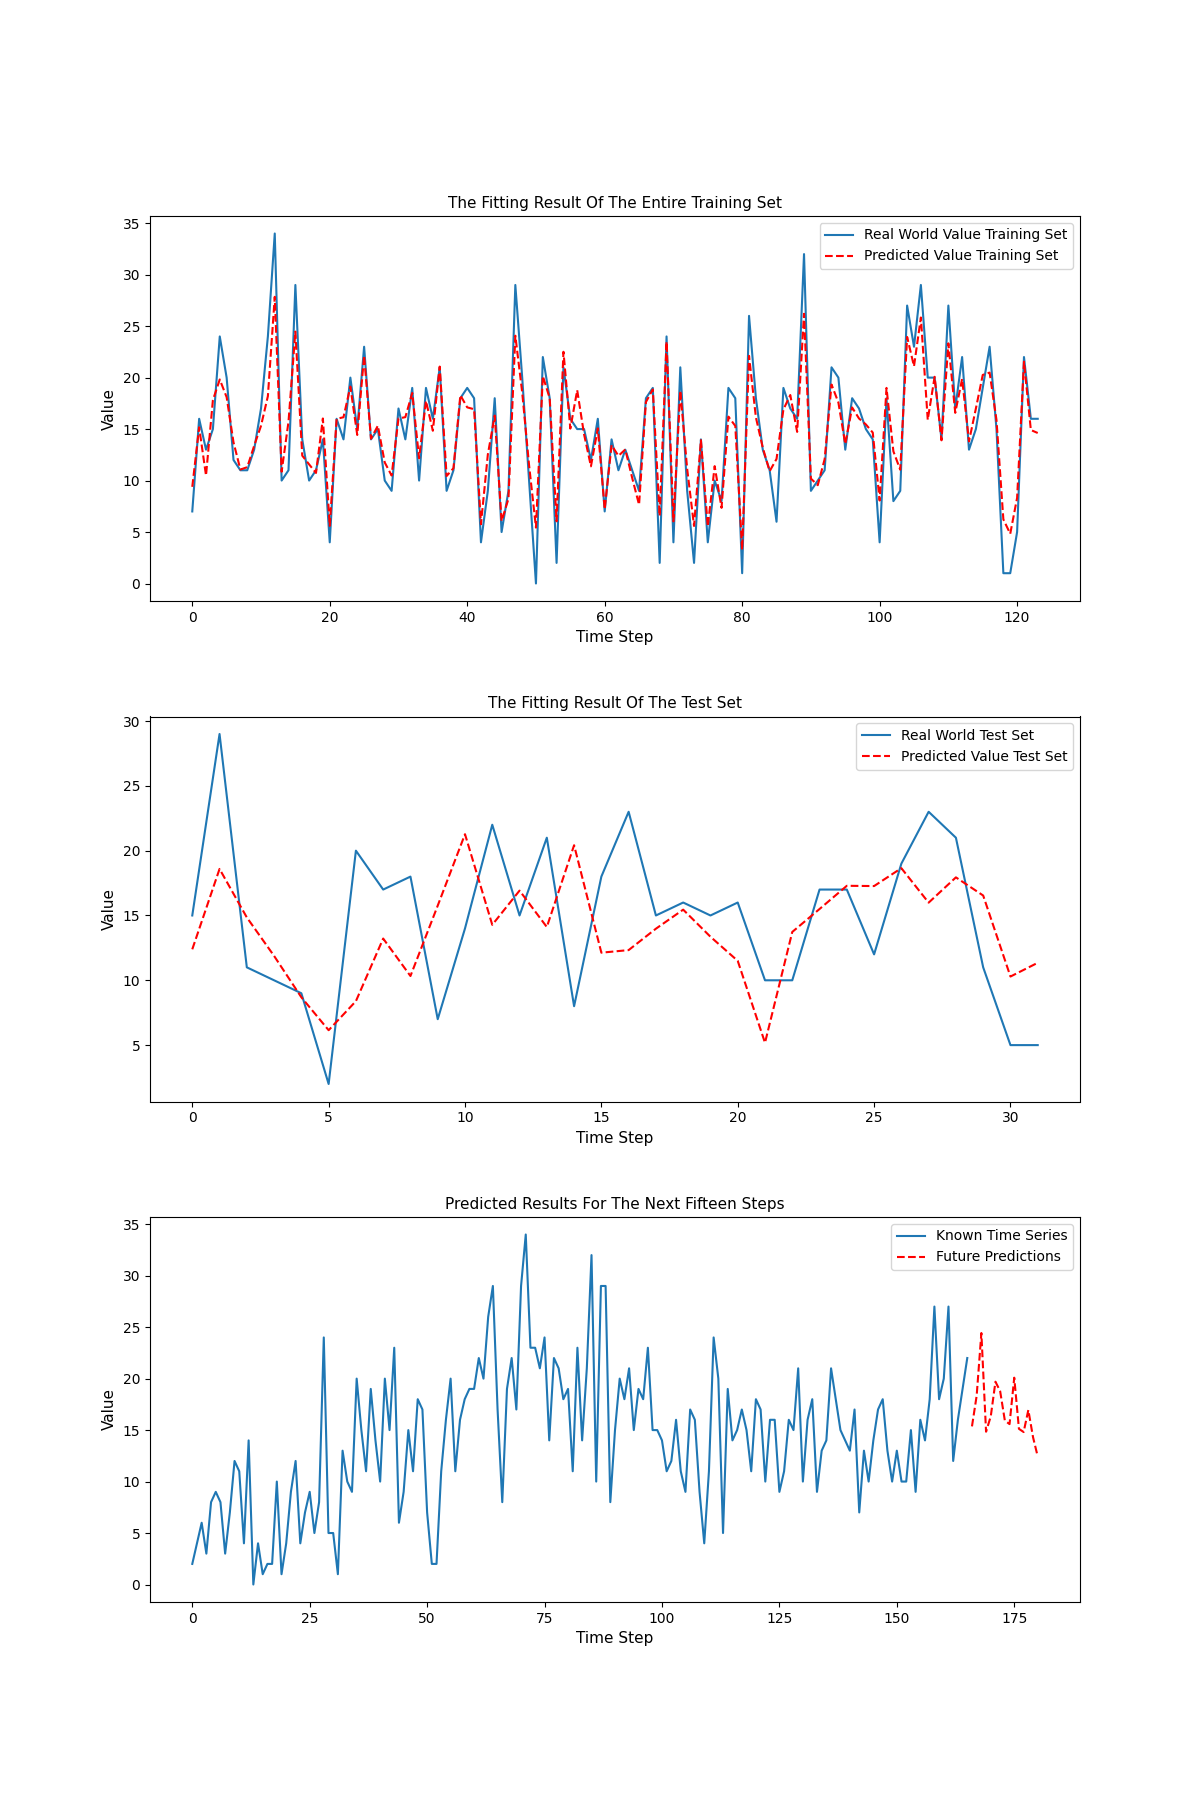 The Fitting Result Of The Entire Training Set
35
30
25
20
15
10
5
0
Value
Real World Value Training Set
Predicted Value Training Set
0 20 40 60 80 100 120
Time Step
The Fitting Result Of The Test Set
30
25
20
15
10
5
Value
Real World Test Set
Predicted Value Test Set
0 5 10 15 20 25 30
Time Step
Predicted Results For The Next Fifteen Steps
35
30
25
20
15
10
5
0
Value
Known Time Series
Future Predictions
0 25 50 75 100 125 150 175
Time Step